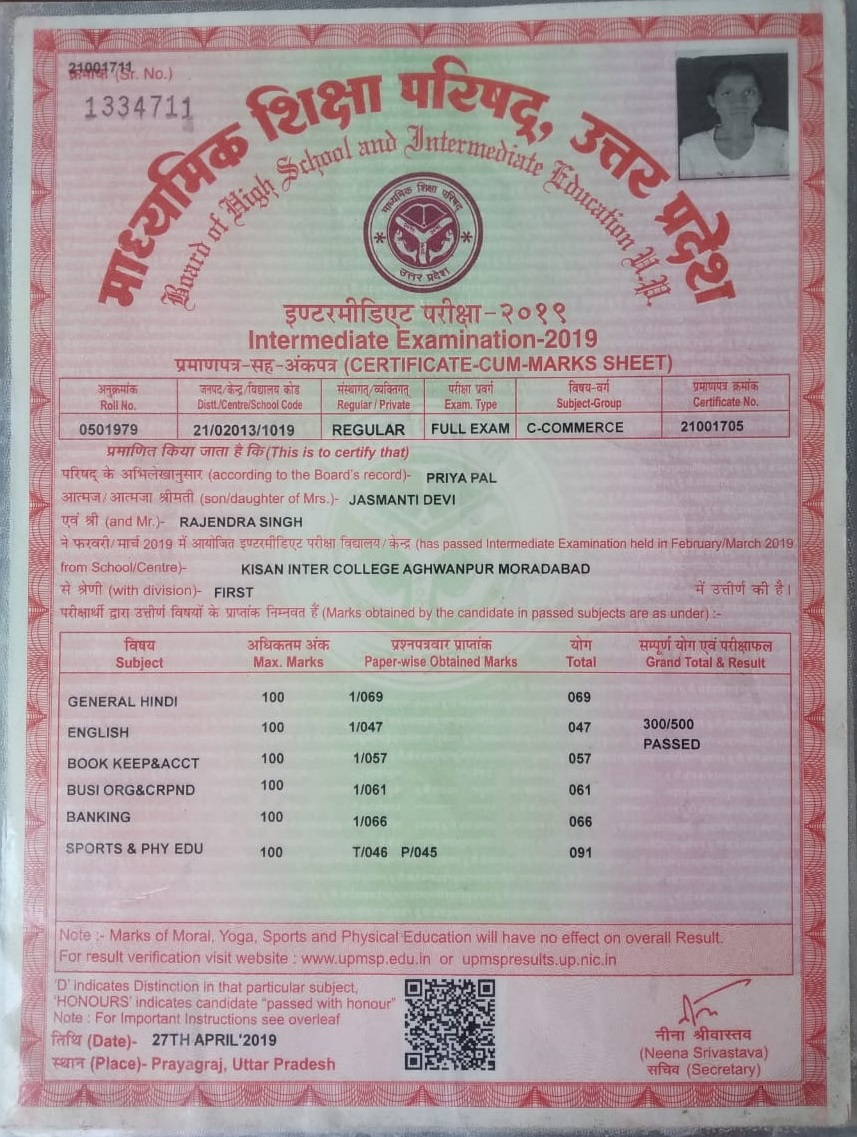 21001711
क्रमांक (Sr. No.)
1334711
माध्यमिक शिक्षा परिषद्, उत्तर प्रदेश
Board of High School and Intermediate Education U.P.
माध्यमिक शिक्षा परिषद्
उत्तर प्रदेश
इण्टरमीडिएट परीक्षा-२०१९
Intermediate Examination-2019
प्रमाणपत्र-सह-अंकपत्र (CERTIFICATE-CUM-MARKS SHEET)
अनुक्रमांक जनपद/केन्द्र/विद्यालय कोड संस्थागत/व्यक्तिगत् परीक्षा प्रवर्ग विषय-वर्ग प्रमाणपत्र क्रमांक
Roll No. Distt./Centre/School Code Regular / Private Exam. Type Subject-Group Certificate No.
0501979 21/02013/1019 REGULAR FULL EXAM C-COMMERCE 21001705
प्रमाणित किया जाता है कि (This is to certify that)
परिषद् के अभिलेखानुसार (according to the Board's record)- PRIYA PAL
आत्मज/आत्मजा श्रीमती (son/daughter of Mrs.)- JASMANTI DEVI
एवं श्री (and Mr.)- RAJENDRA SINGH
ने फरवरी/मार्च 2019 में आयोजित इण्टरमीडिएट परीक्षा विद्यालय/केन्द्र (has passed Intermediate Examination held in February/March 2019
from School/Centre)- KISAN INTER COLLEGE AGHWANPUR MORADABAD
से श्रेणी (with division)- FIRST में उत्तीर्ण की है।
परीक्षार्थी द्वारा उत्तीर्ण विषयों के प्राप्तांक निम्नवत हैं (Marks obtained by the candidate in passed subjects are as under) :-
विषय अधिकतम अंक प्रश्नपत्रवार प्राप्तांक योग सम्पूर्ण योग एवं परीक्षाफल
Subject Max. Marks Paper-wise Obtained Marks Total Grand Total & Result
GENERAL HINDI 100 1/069 069
ENGLISH 100 1/047 047 300/500
PASSED
BOOK KEEP&ACCT 100 1/057 057
BUSI ORG&CRPND 100 1/061 061
BANKING 100 1/066 066
SPORTS & PHY EDU 100 T/046 P/045 091
Note :- Marks of Moral, Yoga, Sports and Physical Education will have no effect on overall Result.
For result verification visit website : www.upmsp.edu.in or upmspresults.up.nic.in
'D' indicates Distinction in that particular subject,
'HONOURS' indicates candidate "passed with honour"
Note : For Important Instructions see overleaf
तिथि (Date)- 27TH APRIL'2019
स्थान (Place)- Prayagraj, Uttar Pradesh
नीना श्रीवास्तव
(Neena Srivastava)
सचिव (Secretary)